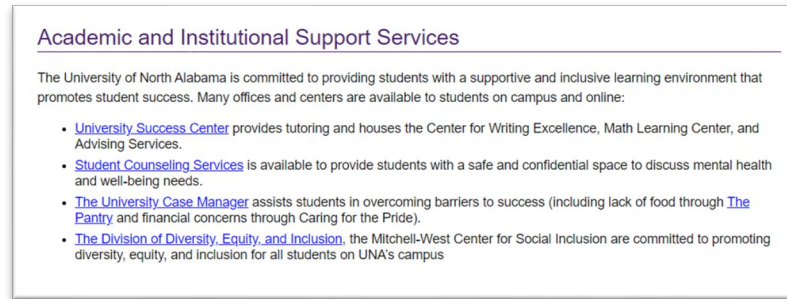 Academic and Institutional Support Services
The University of North Alabama is committed to providing students with a supportive and inclusive learning environment that
promotes student success. Many offices and centers are available to students on campus and online:
• University Success Center provides tutoring and houses the Center for Writing Excellence, Math Learning Center, and
Advising Services.
• Student Counseling Services is available to provide students with a safe and confidential space to discuss mental health
and well-being needs.
• The University Case Manager assists students in overcoming barriers to success (including lack of food through The
Pantry and financial concerns through Caring for the Pride).
• The Division of Diversity, Equity, and Inclusion, the Mitchell-West Center for Social Inclusion are committed to promoting
diversity, equity, and inclusion for all students on UNA's campus